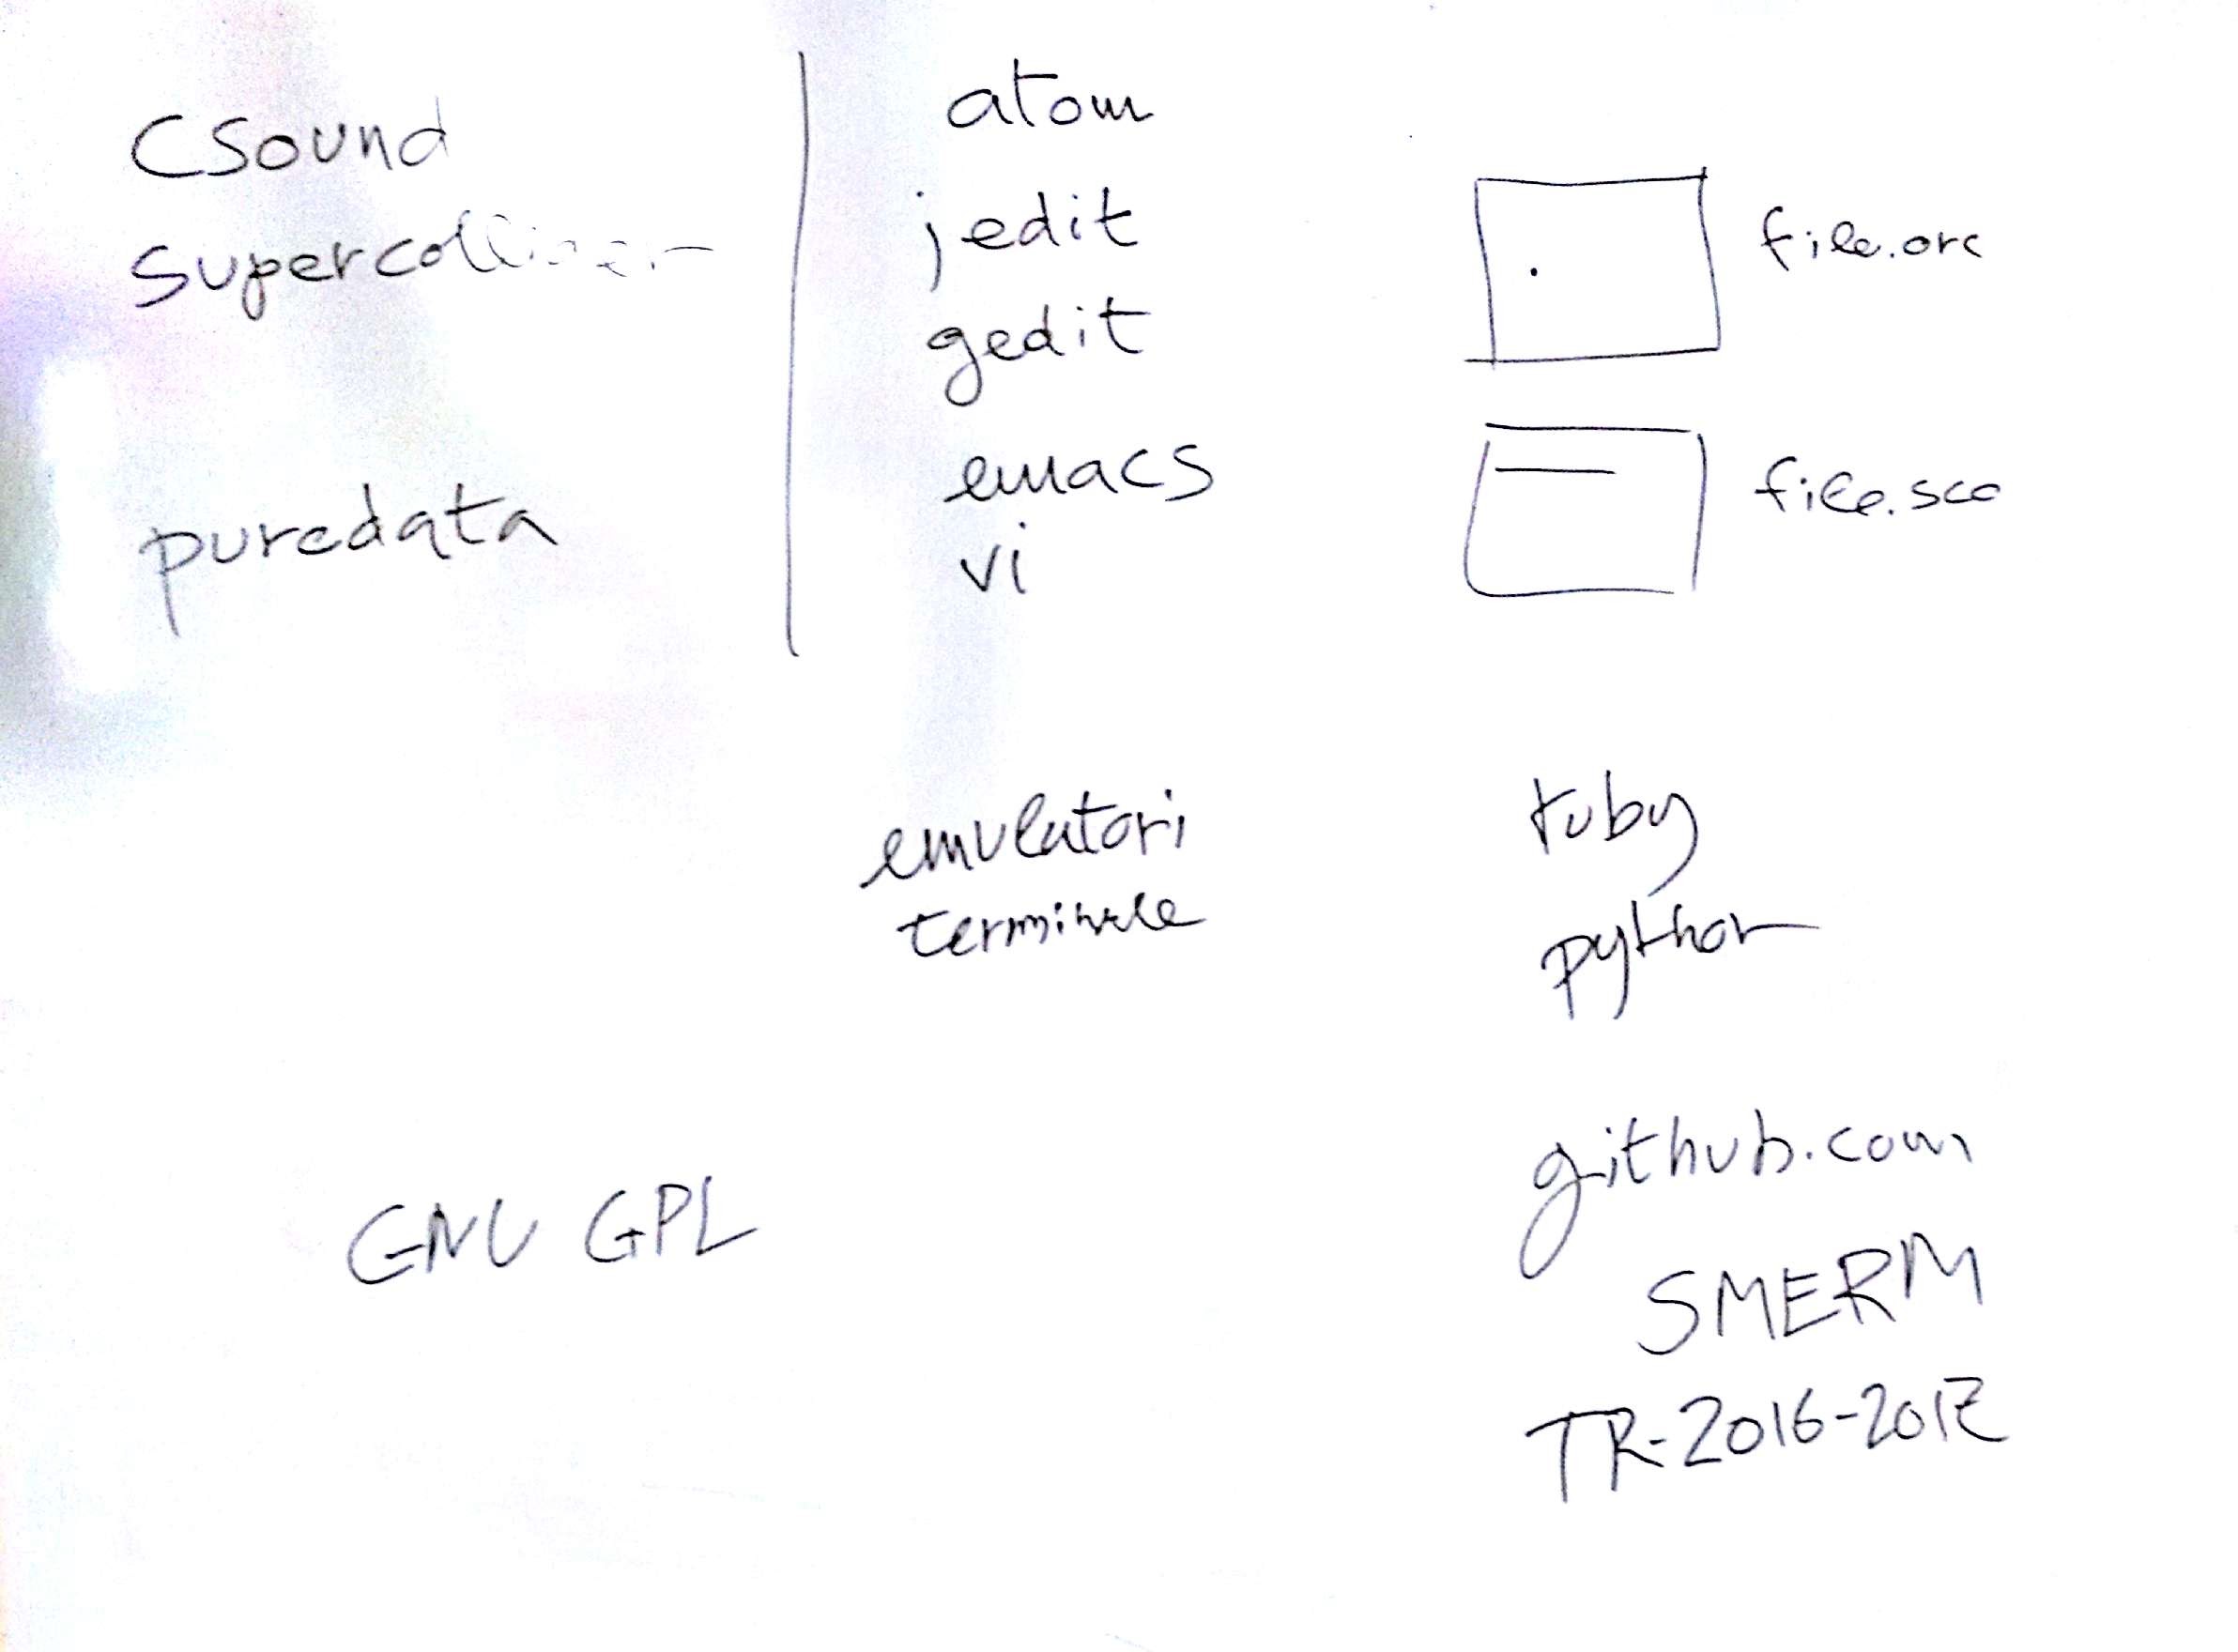 csound
supercollider
puredata
atom
jedit
gedit
emacs
vi
file.orc
file.sco
emulatori
terminale
ruby
python
GNU GPL
github.com
SMERM
TR-2016-2017